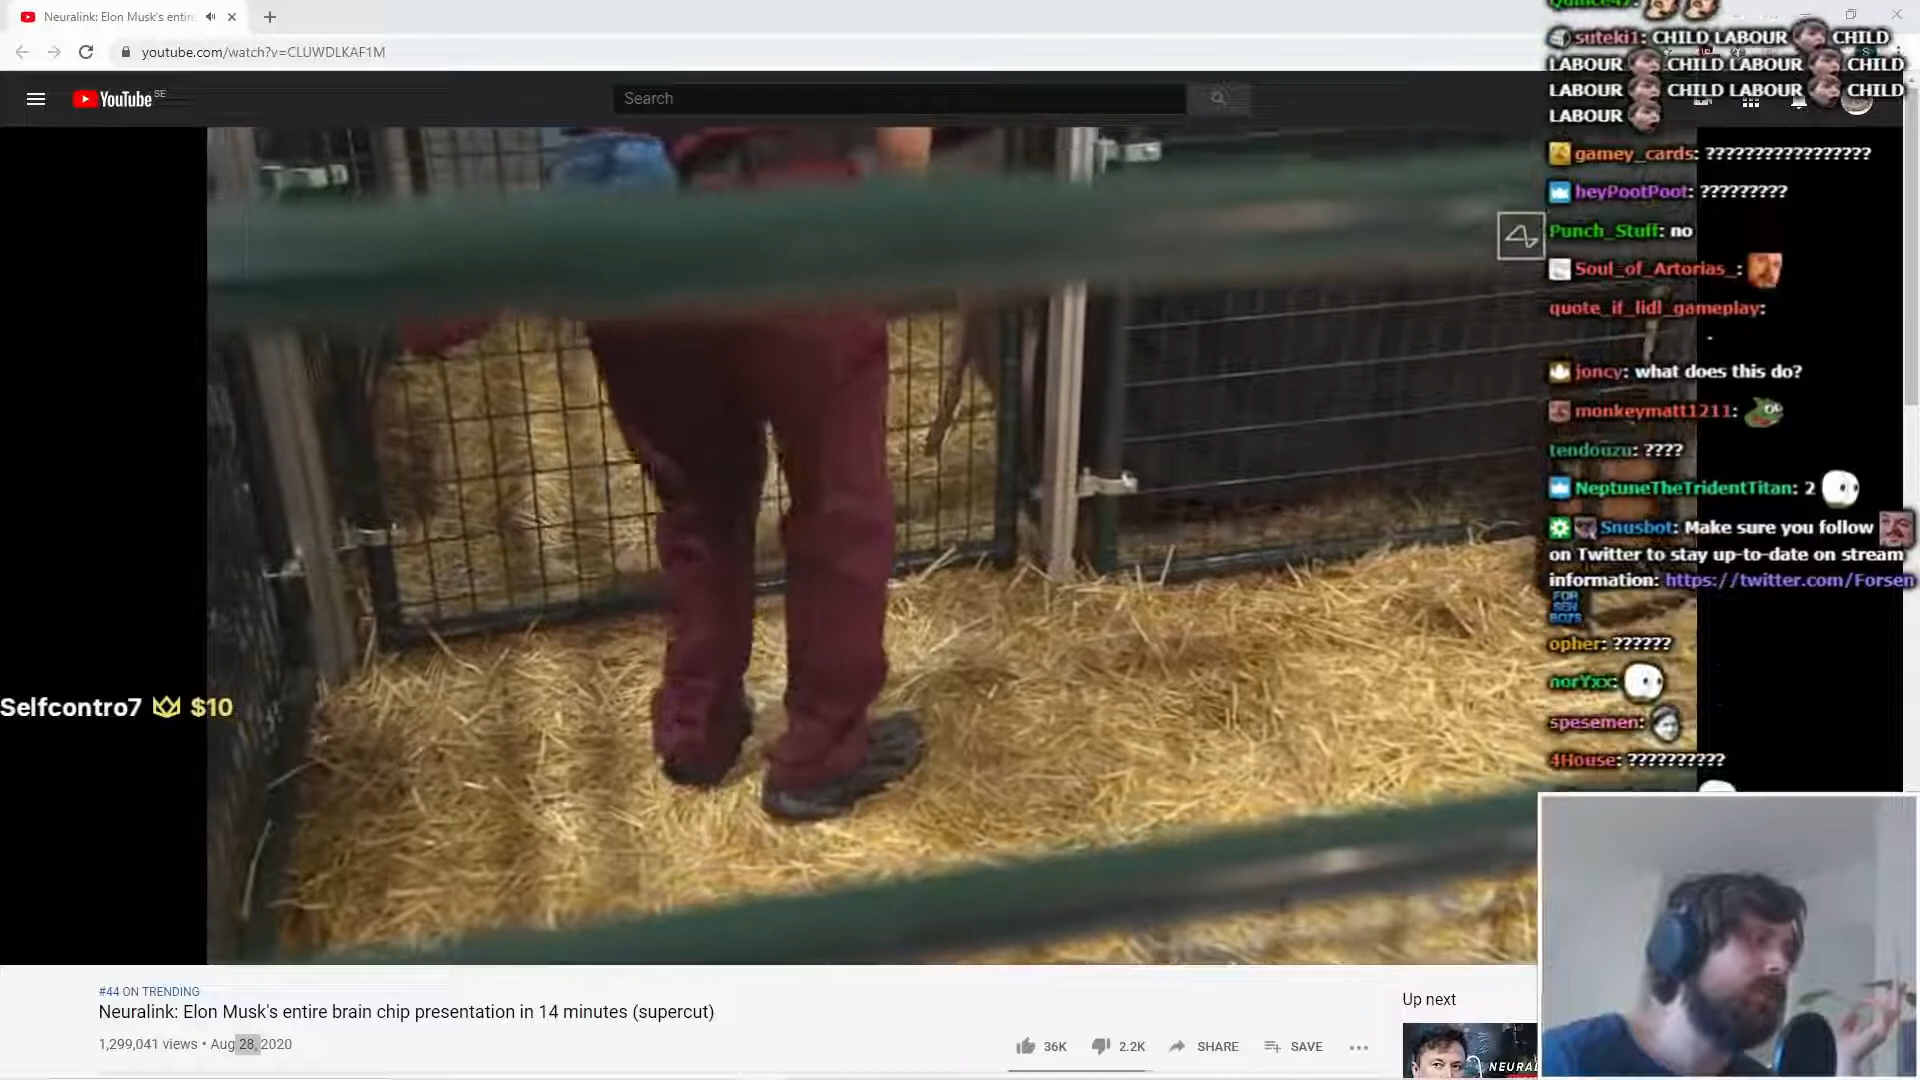 Neuralink: Elon Musk's entire
youtube.com/watch?v=CLUWDLKAF1M
YouTube SE
Search
suteki1: CHILD LABOUR CHILD
LABOUR CHILD LABOUR CHILD
LABOUR CHILD LABOUR CHILD
LABOUR
gamey_cards: ?????????????????
heyPootPoot: ?????????
Punch_Stuff: no
Soul_of_Artorias_:
quote_if_lidl_gameplay:
-
joncy: what does this do?
monkeymatt1211:
tendouzu: ????
NeptuneTheTridentTitan: 2
Snusbot: Make sure you follow
on Twitter to stay up-to-date on stream
information: https://twitter.com/Forsen
FOR
SEN
BOYS
opher: ??????
norYxx:
spesemen:
4House: ??????????
Selfcontro7 $10
#44 ON TRENDING
Neuralink: Elon Musk's entire brain chip presentation in 14 minutes (supercut)
1,299,041 views • Aug 28, 2020
36K 2.2K SHARE SAVE
Up next